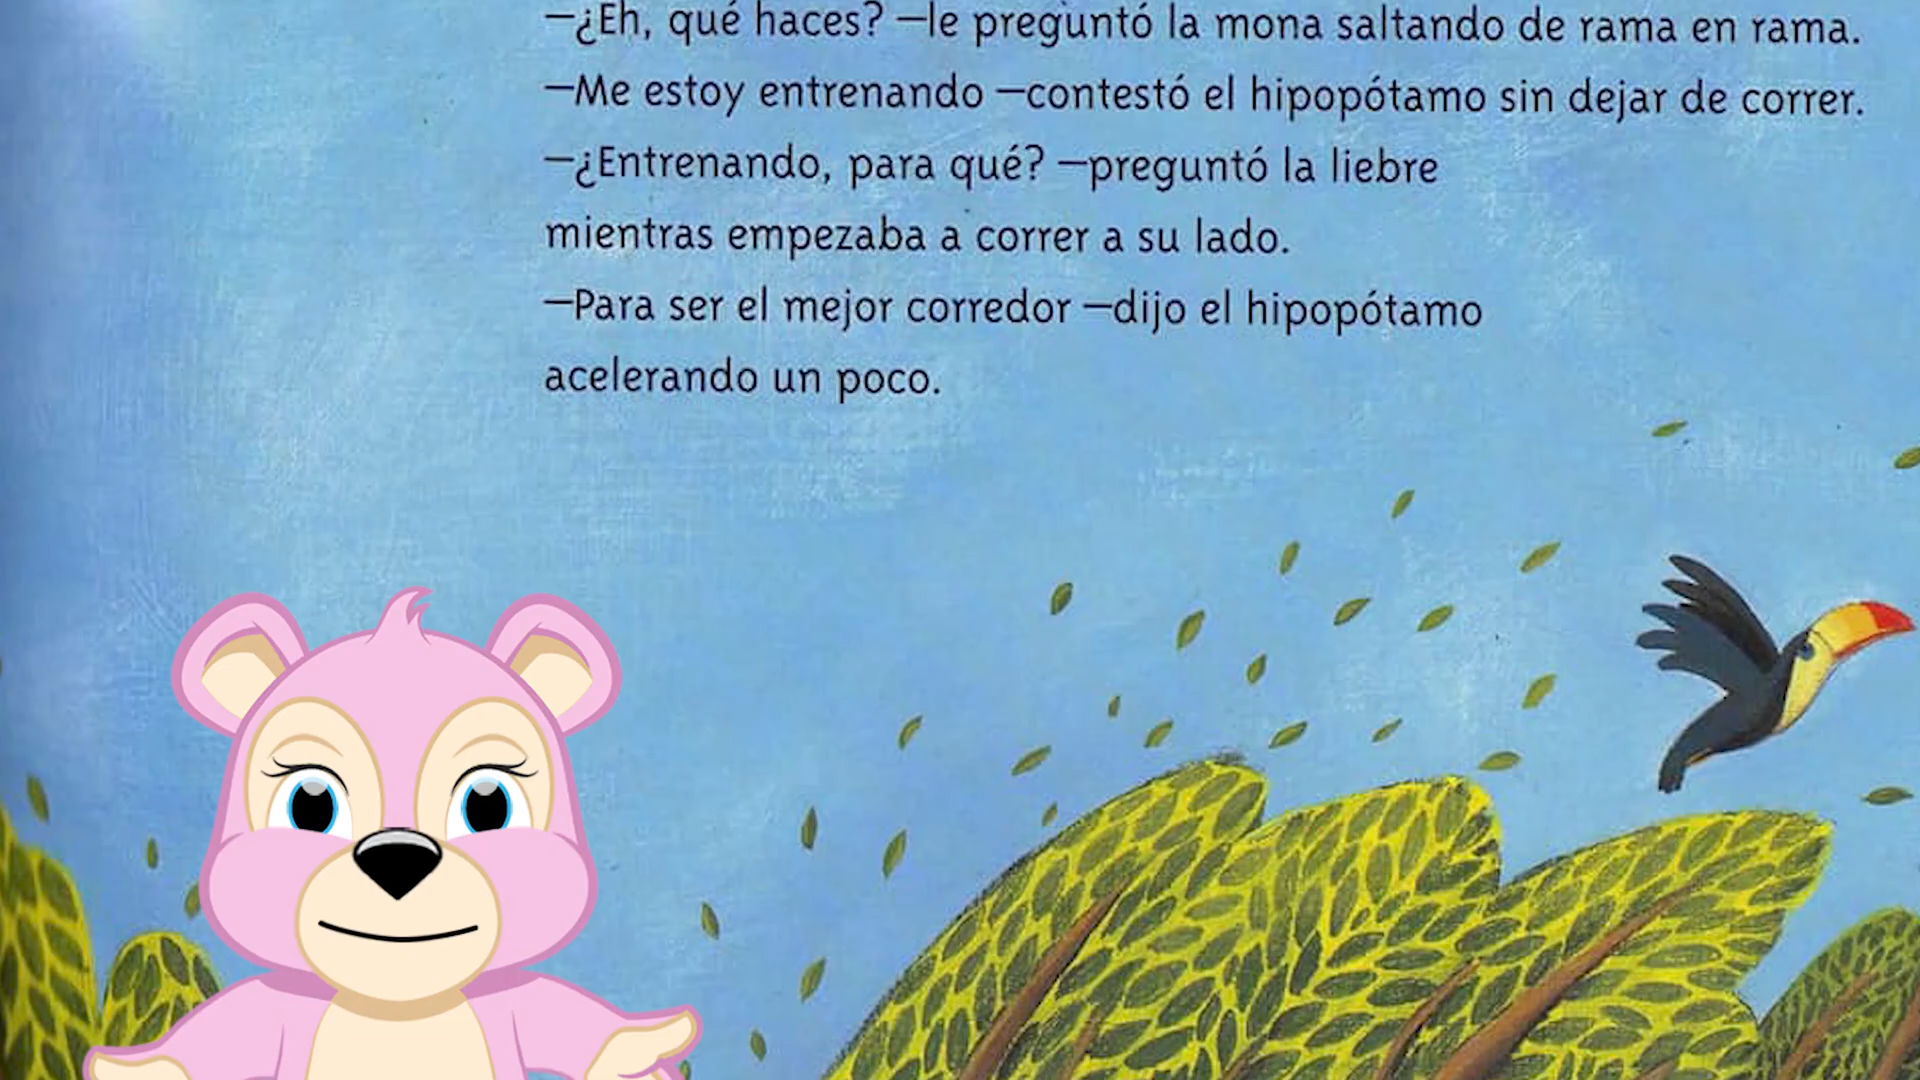 —¿Eh, qué haces? —le preguntó la mona saltando de rama en rama.
—Me estoy entrenando —contestó el hipopótamo sin dejar de correr.
—¿Entrenando, para qué? —preguntó la liebre
mientras empezaba a correr a su lado.
—Para ser el mejor corredor —dijo el hipopótamo
acelerando un poco.